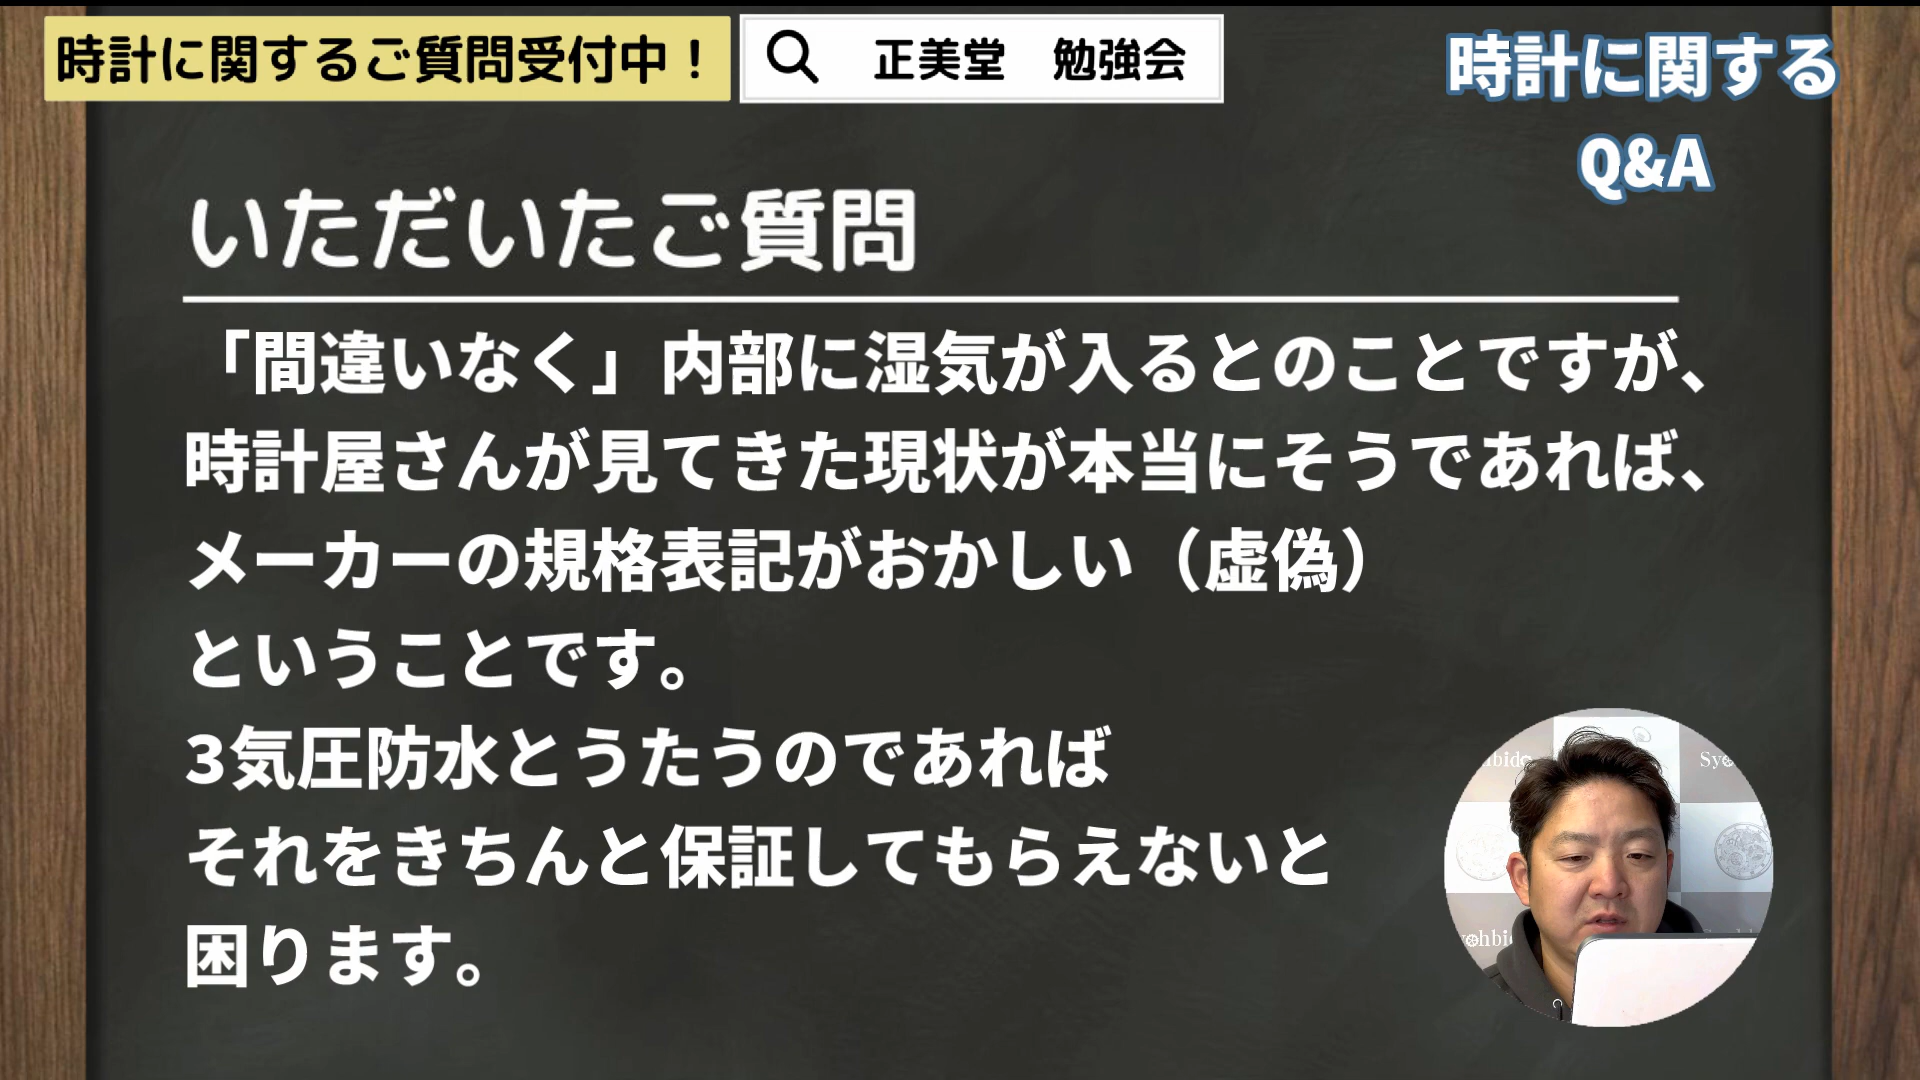 時計に関するご質問受付中！
正美堂　勉強会
時計に関する
Q&A
いただいたご質問
「間違いなく」内部に湿気が入るとのことですが、
時計屋さんが見てきた現状が本当にそうであれば、
メーカーの規格表記がおかしい（虚偽）
ということです。
３気圧防水とうたうのであれば
それをきちんと保証してもらえないと
困ります。